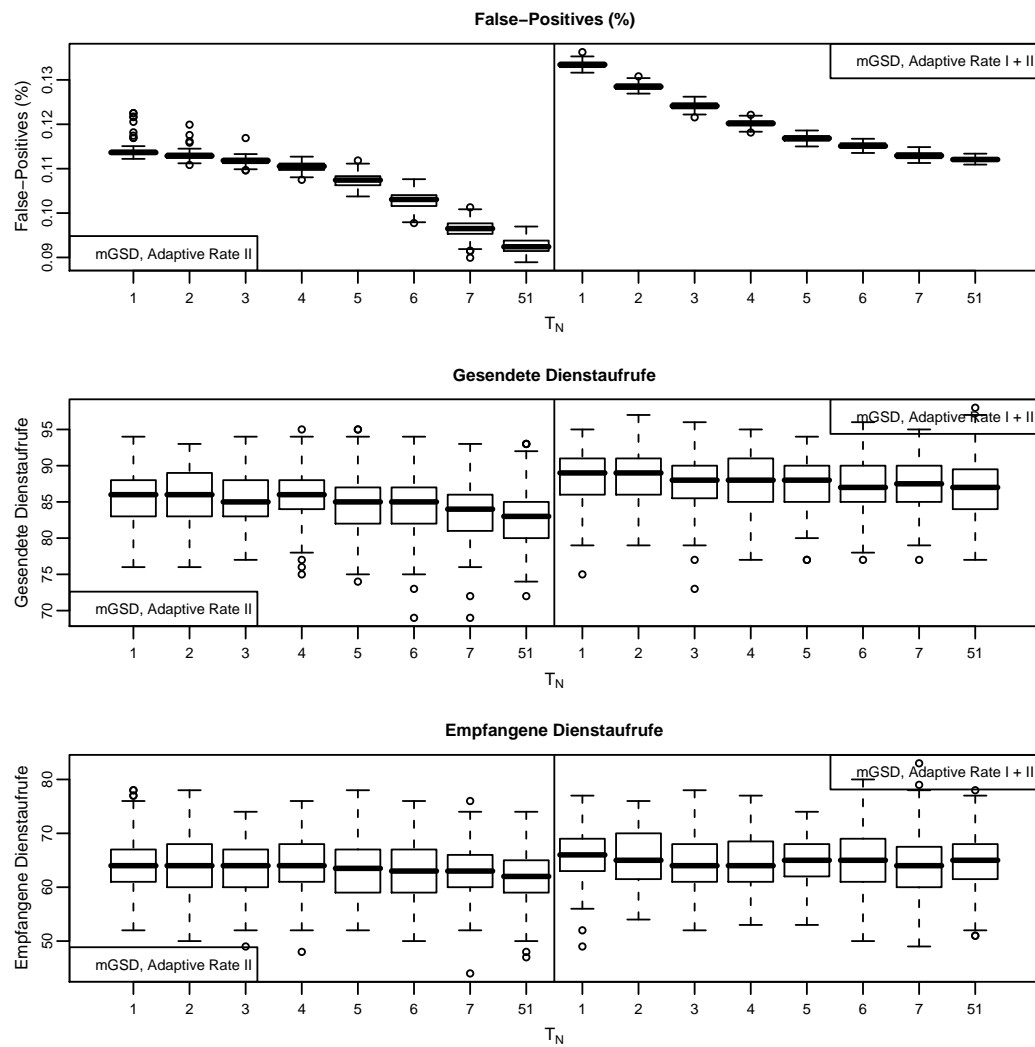 False−Positives (%)
False−Positives (%)
0.13
0.12
0.11
0.10
0.09
mGSD, Adaptive Rate II
mGSD, Adaptive Rate I + II
1 2 3 4 5 6 7 51 1 2 3 4 5 6 7 51
TN
Gesendete Dienstaufrufe
Gesendete Dienstaufrufe
95
90
85
80
75
70
mGSD, Adaptive Rate II
mGSD, Adaptive Rate I + II
1 2 3 4 5 6 7 51 1 2 3 4 5 6 7 51
TN
Empfangene Dienstaufrufe
Empfangene Dienstaufrufe
80
70
60
50
mGSD, Adaptive Rate II
mGSD, Adaptive Rate I + II
1 2 3 4 5 6 7 51 1 2 3 4 5 6 7 51
TN